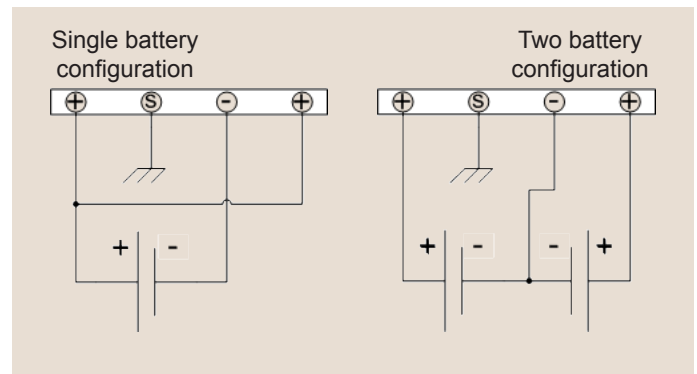 Single battery
configuration
Two battery
configuration
+ S - +
+ S - +
+ -
+ - - +